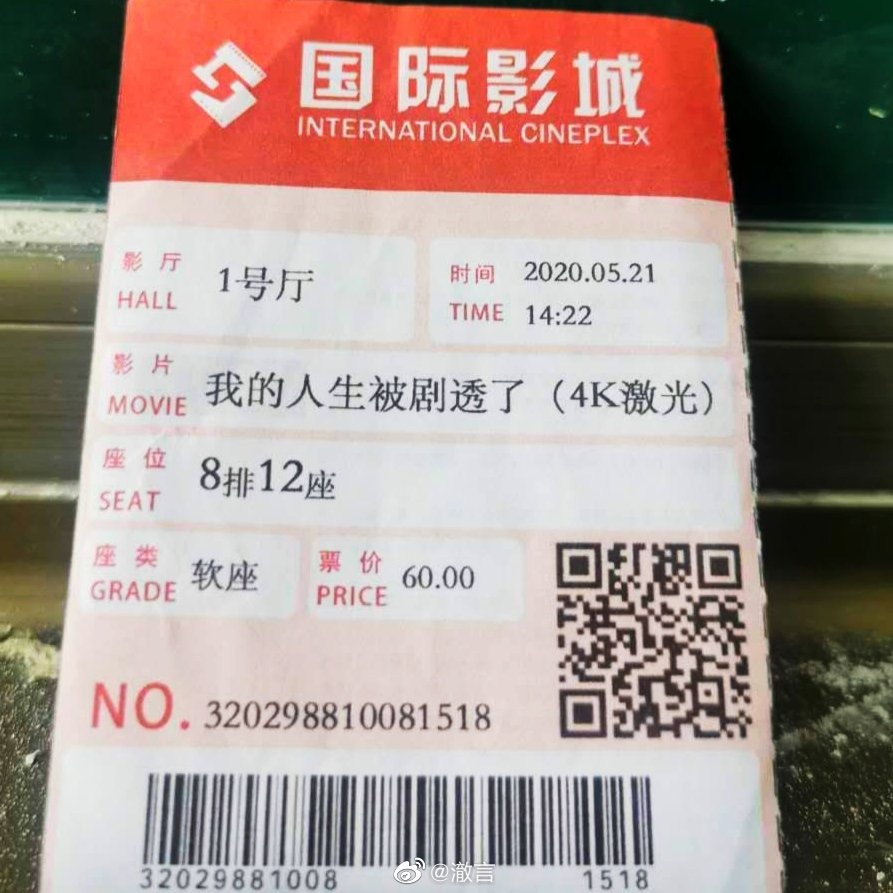 国际影城
INTERNATIONAL CINEPLEX
影厅 1号厅
HALL
时间 2020.05.21
TIME 14:22
影片
MOVIE 我的人生被剧透了（4K激光）
座位 8排12座
SEAT
座类 软座
GRADE
票价 60.00
PRICE
NO. 320298810081518
32029881008 1518
@澈言